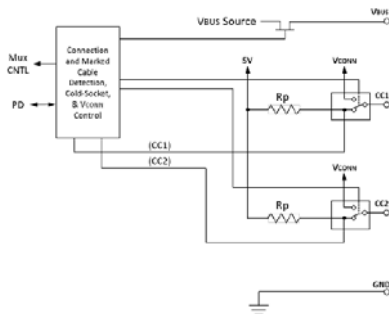 VBUS Source
VBUS
Connection
and Marked
Cable
Detection,
Cold-Socket,
& Vconn
Control
Mux
CNTL
PD
5V
VCONN
Rp
CC1
(CC1)
(CC2)
VCONN
Rp
CC2
GND